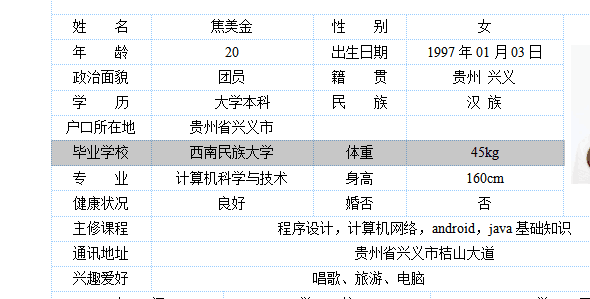 姓 名 焦美金 性 别 女
年 龄 20 出生日期 1997 年 01 月 03 日
政治面貌 团员 籍 贯 贵州 兴义
学 历 大学本科 民 族 汉 族
户口所在地 贵州省兴义市
毕业学校 西南民族大学 体重 45kg
专 业 计算机科学与技术 身高 160cm
健康状况 良好 婚否 否
主修课程 程序设计，计算机网络，android，java 基础知识
通讯地址 贵州省兴义市桔山大道
兴趣爱好 唱歌、旅游、电脑